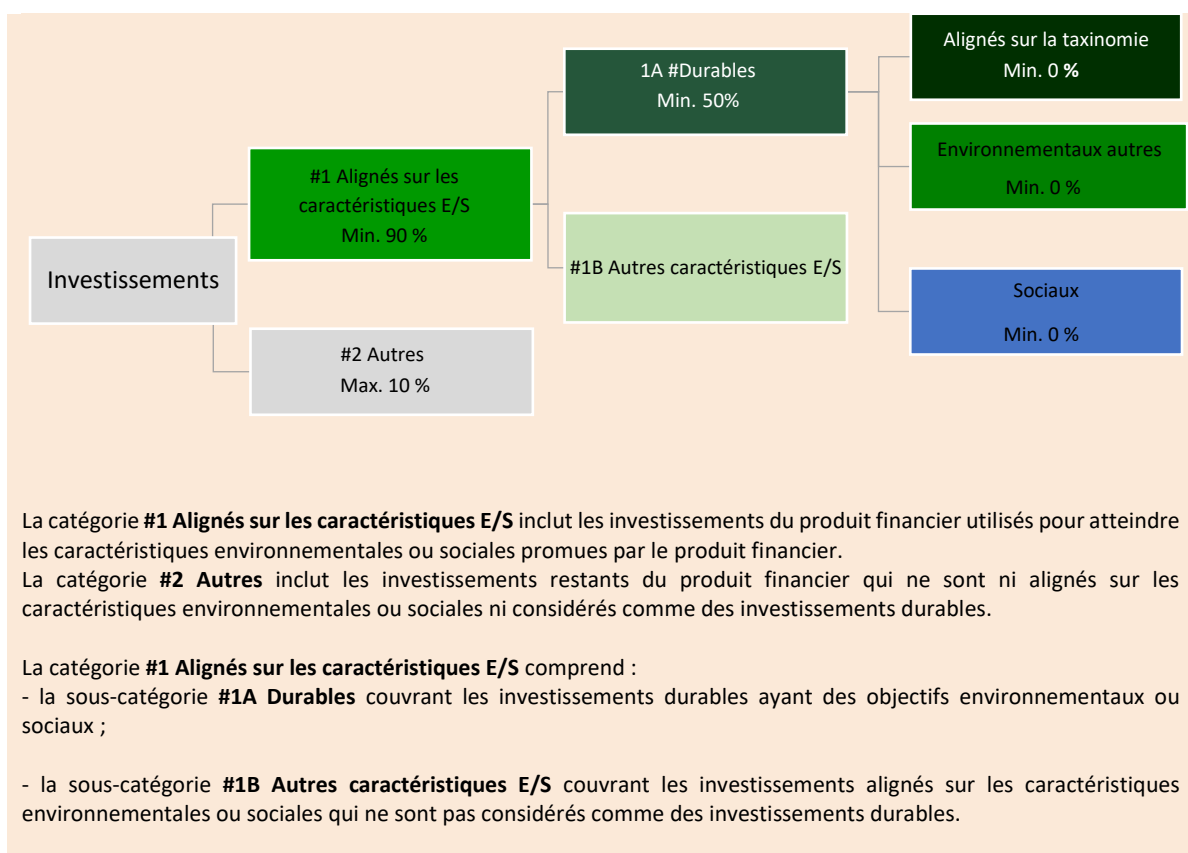 Investissements
#1 Alignés sur les
caractéristiques E/S
Min. 90 %
#2 Autres
Max. 10 %
1A #Durables
Min. 50%
#1B Autres caractéristiques E/S
Alignés sur la taxinomie
Min. 0 %
Environnementaux autres
Min. 0 %
Sociaux
Min. 0 %
La catégorie #1 Alignés sur les caractéristiques E/S inclut les investissements du produit financier utilisés pour atteindre
les caractéristiques environnementales ou sociales promues par le produit financier.
La catégorie #2 Autres inclut les investissements restants du produit financier qui ne sont ni alignés sur les
caractéristiques environnementales ou sociales ni considérés comme des investissements durables.
La catégorie #1 Alignés sur les caractéristiques E/S comprend :
- la sous-catégorie #1A Durables couvrant les investissements durables ayant des objectifs environnementaux ou
sociaux ;
- la sous-catégorie #1B Autres caractéristiques E/S couvrant les investissements alignés sur les caractéristiques
environnementales ou sociales qui ne sont pas considérés comme des investissements durables.